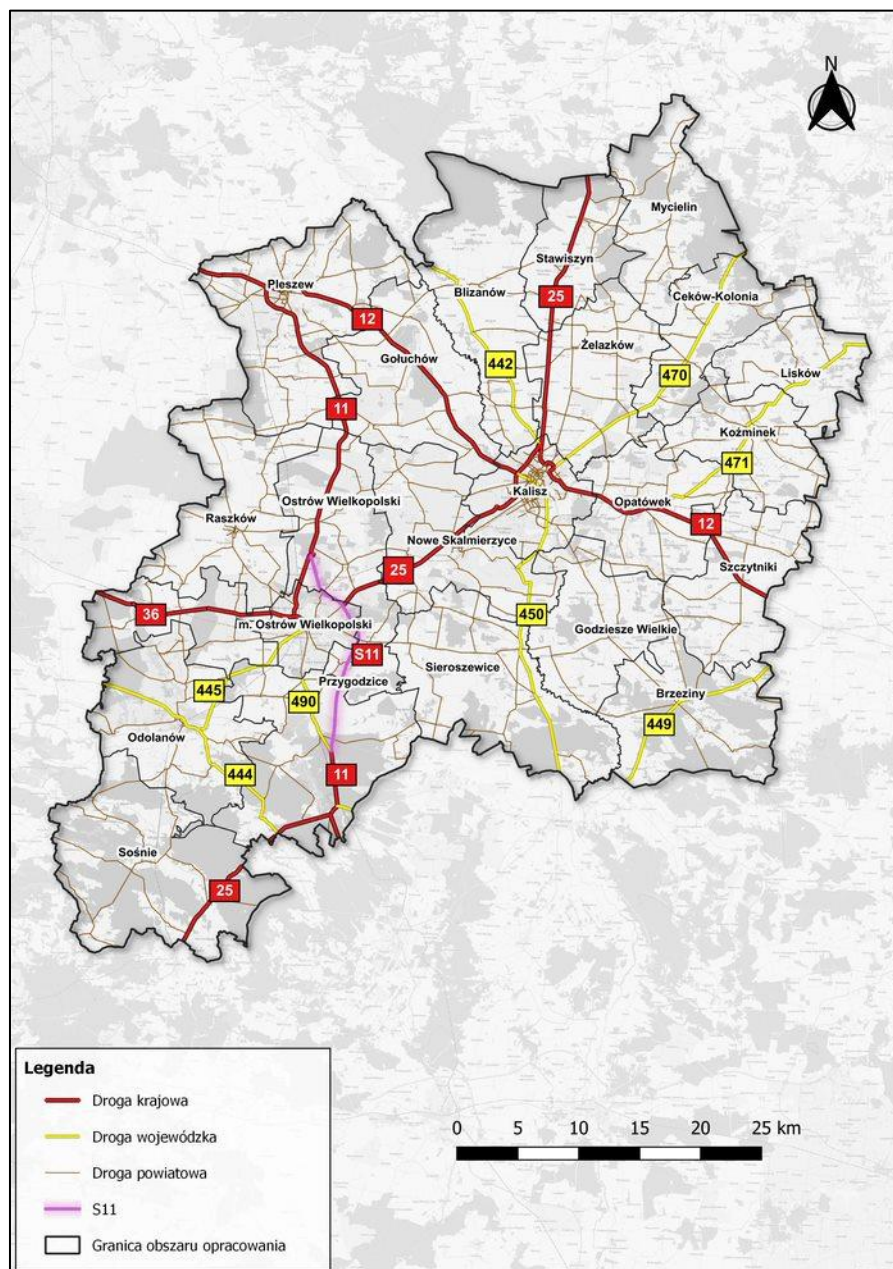 N
Mycielin
Stawiszyn
Pleszew
Blizanów
25
Ceków-Kolonia
12
Gołuchów
Żelazków
442
470
Lisków
11
Koźminek
471
Kalisz
Ostrów Wielkopolski
Opatówek
Raszków
12
Nowe Skalmierzyce
25
Szczytniki
36
450
m. Ostrów Wielkopolski
Godziesze Wielkie
S11
Sieroszewice
Przygodzice
445
Brzeziny
490
449
Odolanów
444
11
Sośnie
25
Legenda
Droga krajowa
Droga wojewódzka
Droga powiatowa
S11
Granica obszaru opracowania
0 5 10 15 20 25 km